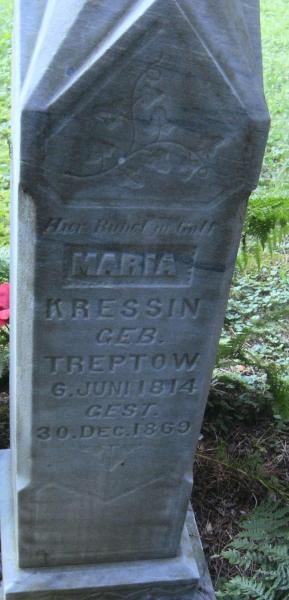 Hier Ruhet in Gott
MARIA
KRESSIN
GEB.
TREPTOW
6. JUNI 1814
GEST.
30. DEC. 1869